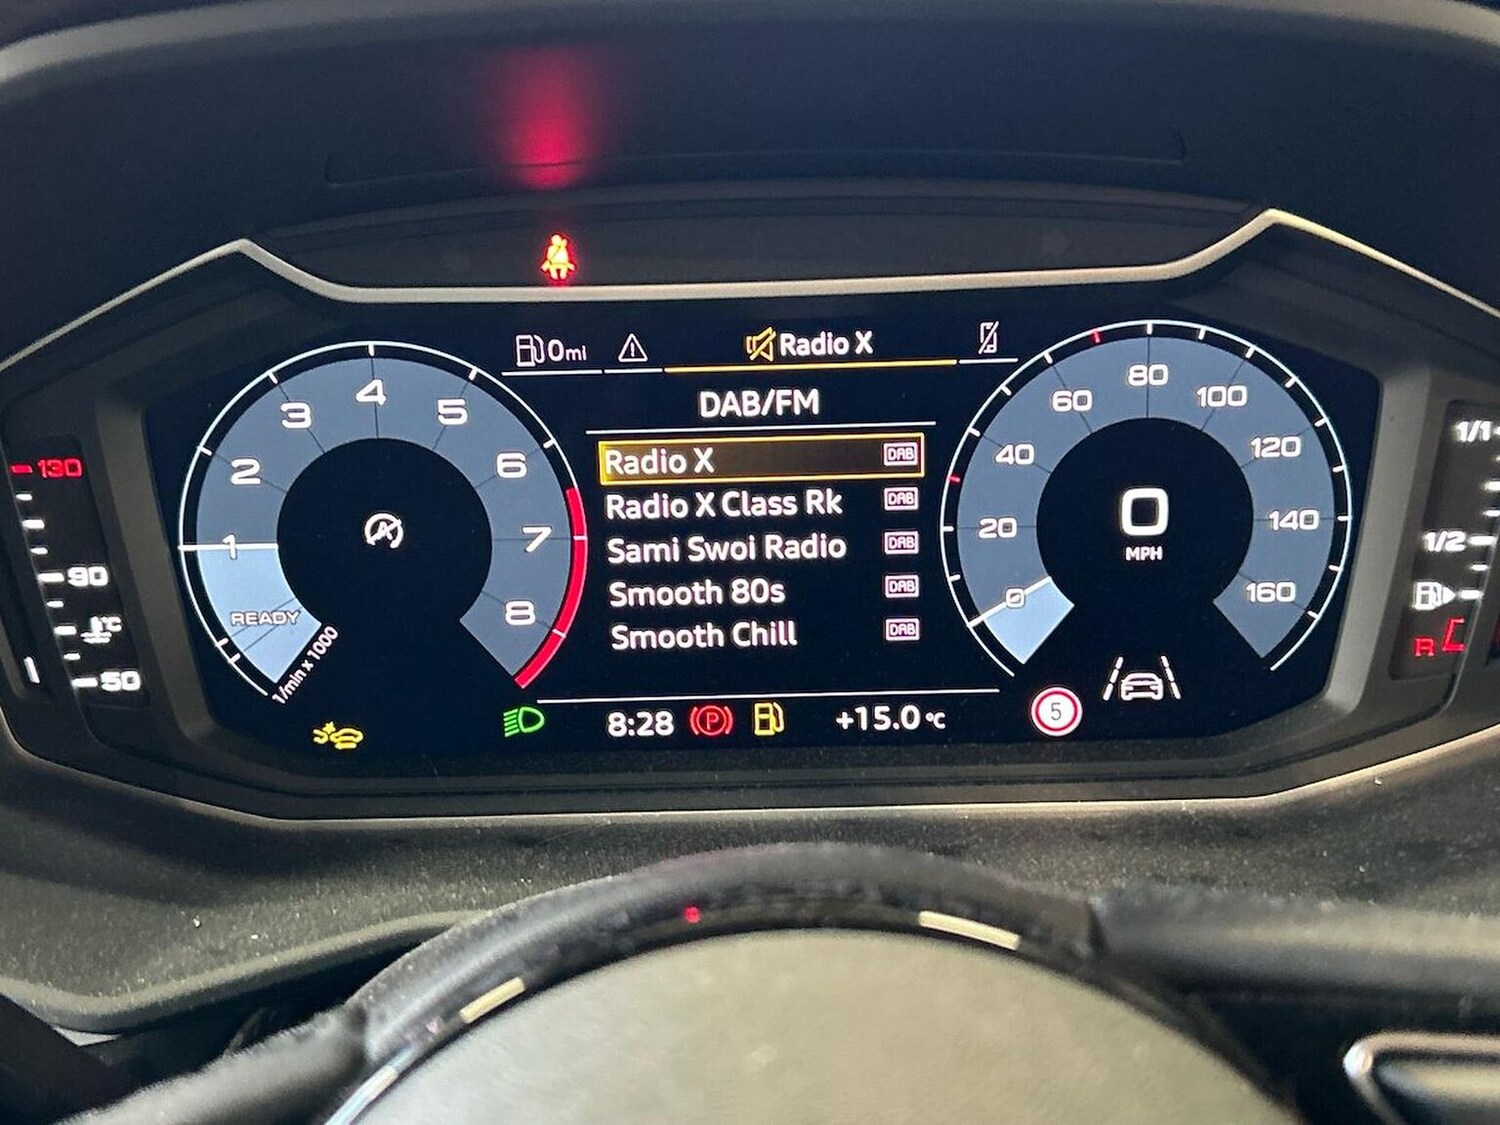 0mi
Radio X
DAB/FM
Radio X DAB
Radio X Class Rk DAB
Sami Swoi Radio DAB
Smooth 80s DAB
Smooth Chill DAB
8:28 P +15.0 °C
1
2
3
4
5
6
7
8
READY
1/min x 1000
A
0
20
40
60
80
100
120
140
160
0
MPH
5
130
90
°C
50
1/1
1/2
R